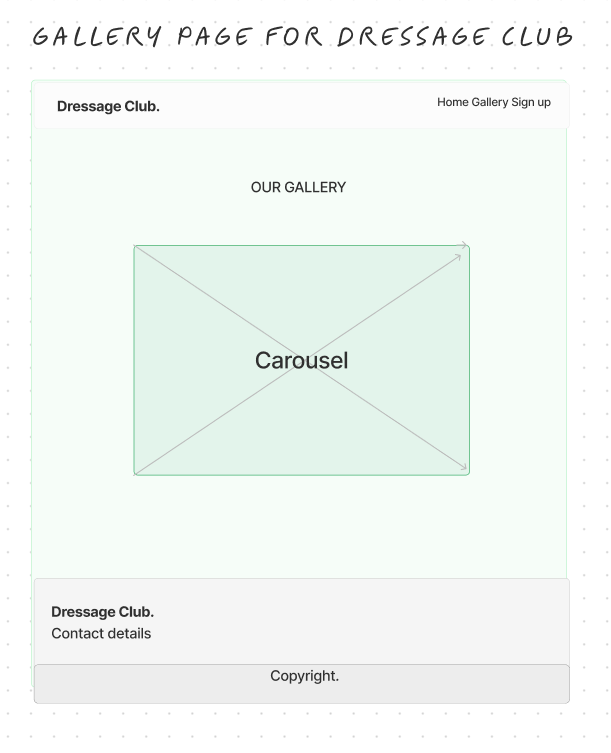 GALLERY PAGE FOR DRESSAGE CLUB
Dressage Club.
Home Gallery Sign up
OUR GALLERY
Carousel
Dressage Club.
Contact details
Copyright.